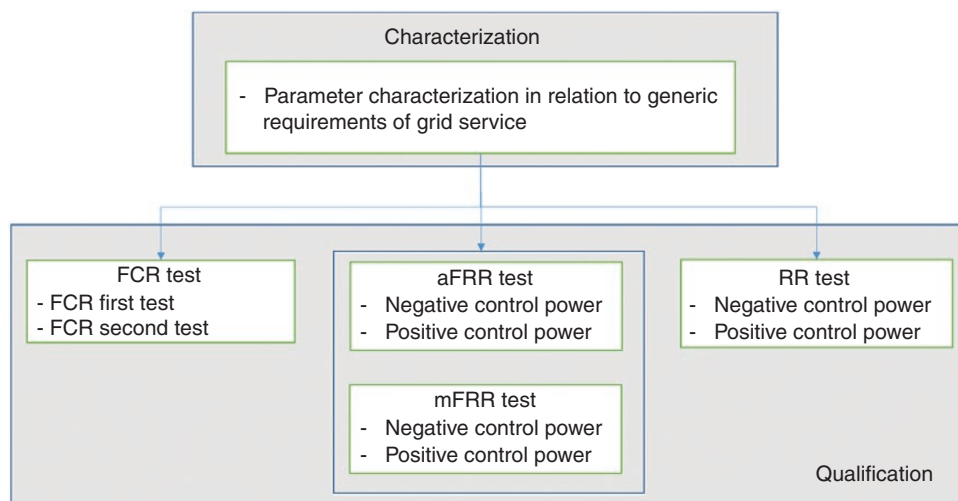 Characterization
- Parameter characterization in relation to generic
requirements of grid service
FCR test
- FCR first test
- FCR second test
aFRR test
- Negative control power
- Positive control power
mFRR test
- Negative control power
- Positive control power
RR test
- Negative control power
- Positive control power
Qualification